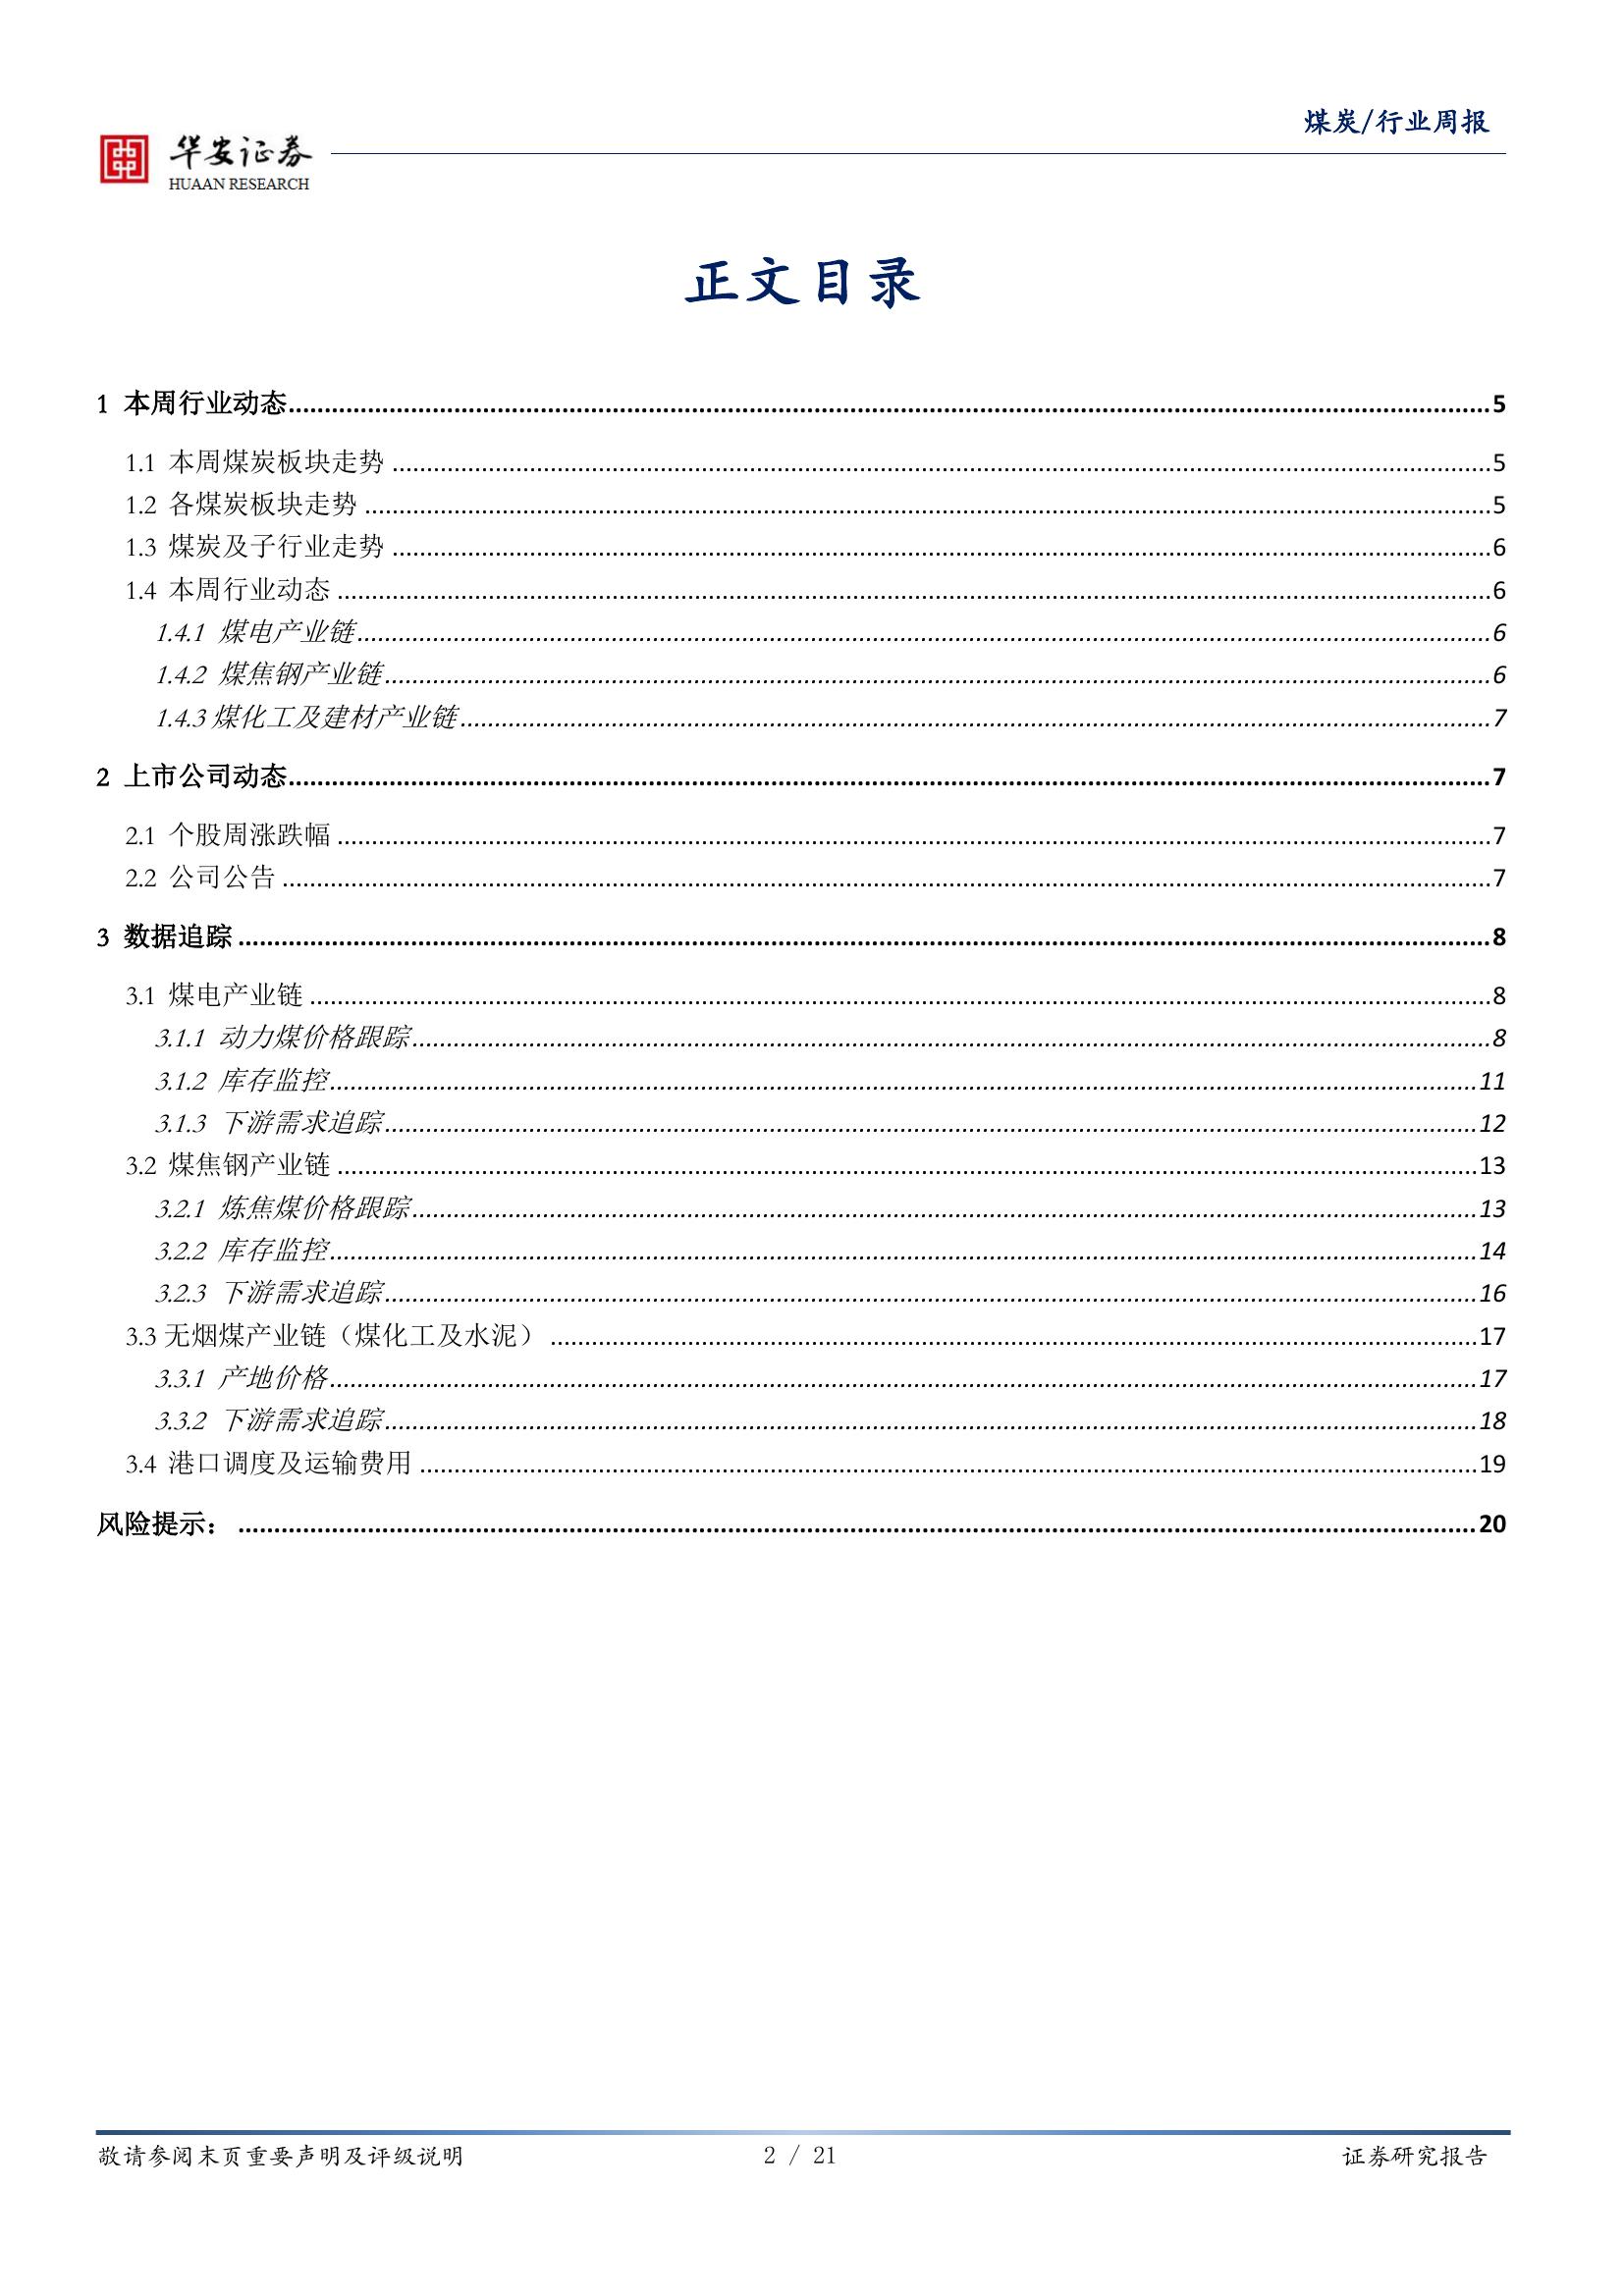 煤炭/行业周报
华安证券
HUAAN RESEARCH
正文目录
1 本周行业动态 5
1.1 本周煤炭板块走势 5
1.2 各煤炭板块走势 5
1.3 煤炭及子行业走势 6
1.4 本周行业动态 6
1.4.1 煤电产业链 6
1.4.2 煤焦钢产业链 6
1.4.3煤化工及建材产业链 7
2 上市公司动态 7
2.1 个股周涨跌幅 7
2.2 公司公告 7
3 数据追踪 8
3.1 煤电产业链 8
3.1.1 动力煤价格跟踪 8
3.1.2 库存监控 11
3.1.3 下游需求追踪 12
3.2 煤焦钢产业链 13
3.2.1 炼焦煤价格跟踪 13
3.2.2 库存监控 14
3.2.3 下游需求追踪 16
3.3无烟煤产业链（煤化工及水泥） 17
3.3.1 产地价格 17
3.3.2 下游需求追踪 18
3.4 港口调度及运输费用 19
风险提示： 20
敬请参阅末页重要声明及评级说明 2 / 21 证券研究报告